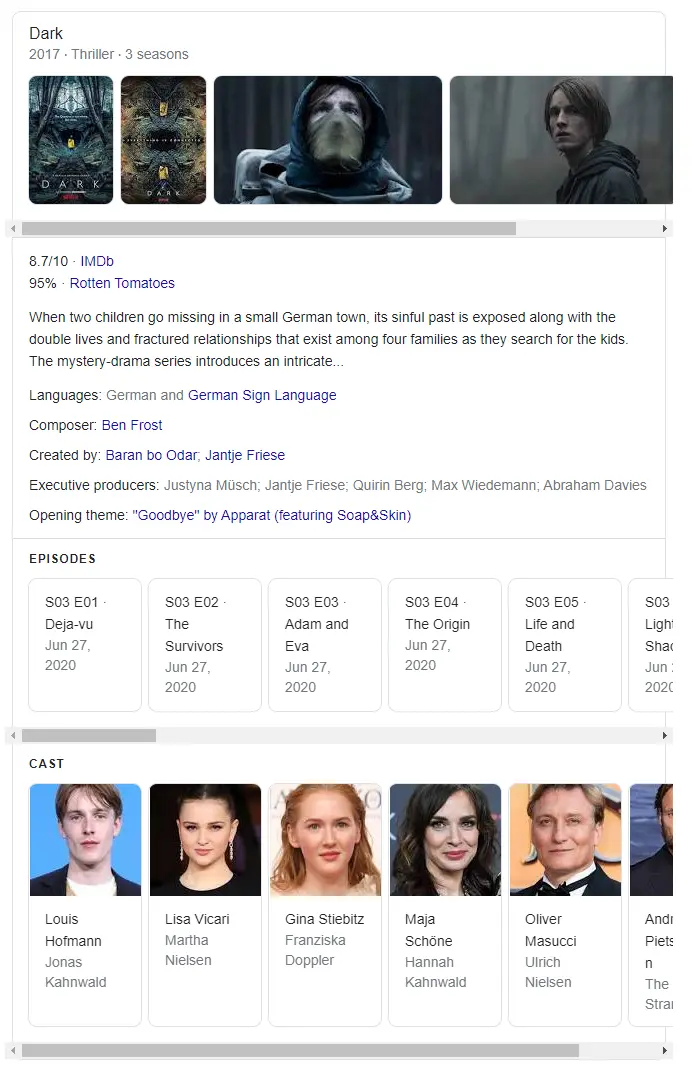 Dark
2017 · Thriller · 3 seasons
DARK
EVERYTHING IS CONNECTED
DARK
8.7/10 · IMDb
95% · Rotten Tomatoes
When two children go missing in a small German town, its sinful past is exposed along with the
double lives and fractured relationships that exist among four families as they search for the kids.
The mystery-drama series introduces an intricate...
Languages: German and German Sign Language
Composer: Ben Frost
Created by: Baran bo Odar; Jantje Friese
Executive producers: Justyna Müsch; Jantje Friese; Quirin Berg; Max Wiedemann; Abraham Davies
Opening theme: "Goodbye" by Apparat (featuring Soap&Skin)
EPISODES
S03 E01 ·
Deja-vu
Jun 27,
2020
S03 E02 ·
The
Survivors
Jun 27,
2020
S03 E03 ·
Adam and
Eva
Jun 27,
2020
S03 E04 ·
The Origin
Jun 27,
2020
S03 E05 ·
Life and
Death
Jun 27,
2020
S03
Light
Shad
Jun
2020
CAST
Louis
Hofmann
Jonas
Kahnwald
Lisa Vicari
Martha
Nielsen
Gina Stiebitz
Franziska
Doppler
Maja
Schöne
Hannah
Kahnwald
Oliver
Masucci
Ulrich
Nielsen
Andr
Piets
n
The
Stran